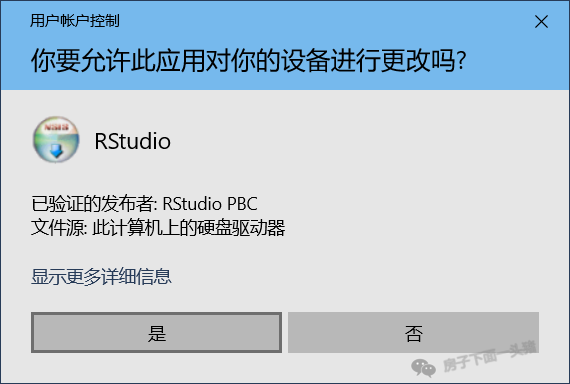 用户帐户控制
你要允许此应用对你的设备进行更改吗?
RStudio
已验证的发布者: RStudio PBC
文件源: 此计算机上的硬盘驱动器
显示更多详细信息
是
否
房子下面一头猪